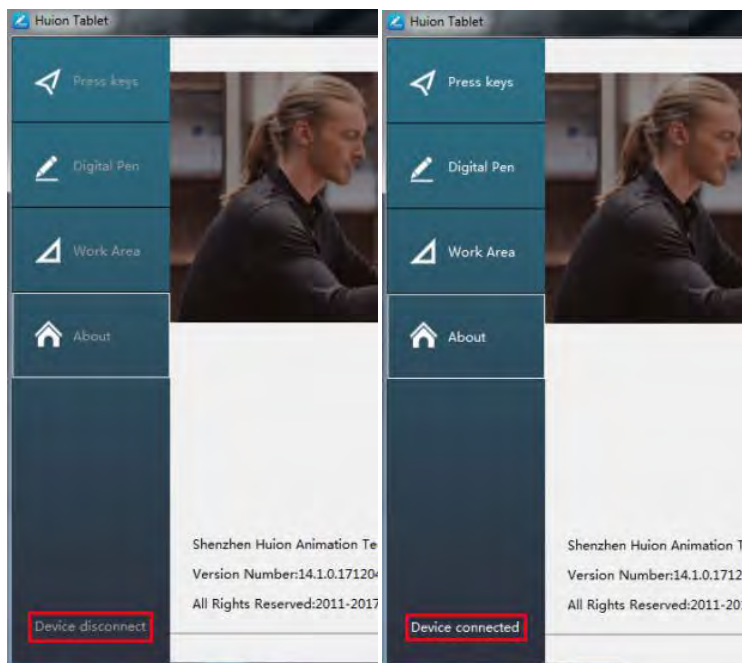 Huion Tablet
Press keys
Digital Pen
Work Area
About
Shenzhen Huion Animation Te
Version Number:14.1.0.171204
All Rights Reserved:2011-2017
Device disconnect
Huion Tablet
Press keys
Digital Pen
Work Area
About
Shenzhen Huion Animation T
Version Number:14.1.0.1712
All Rights Reserved:2011-20
Device connected